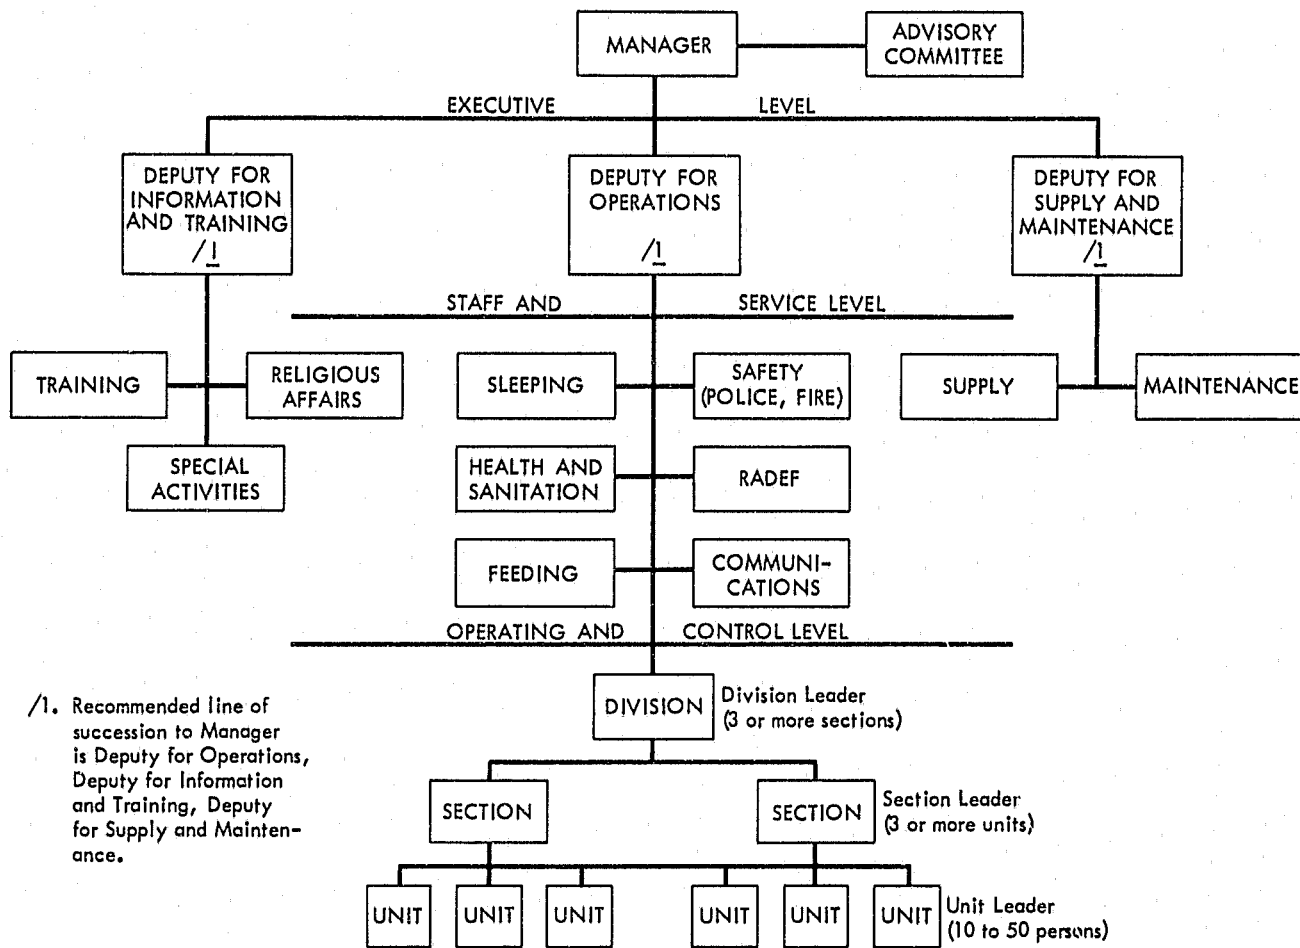 MANAGER
ADVISORY
COMMITTEE
EXECUTIVE LEVEL
DEPUTY FOR
INFORMATION
AND TRAINING
/1
DEPUTY FOR
OPERATIONS
/1
DEPUTY FOR
SUPPLY AND
MAINTENANCE
/1
STAFF AND SERVICE LEVEL
TRAINING
RELIGIOUS
AFFAIRS
SPECIAL
ACTIVITIES
SLEEPING
SAFETY
(POLICE, FIRE)
HEALTH AND
SANITATION
RADEF
FEEDING
COMMUNI-
CATIONS
SUPPLY
MAINTENANCE
OPERATING AND CONTROL LEVEL
DIVISION
Division Leader
(3 or more sections)
SECTION
SECTION
Section Leader
(3 or more units)
UNIT
UNIT
UNIT
UNIT
UNIT
UNIT
Unit Leader
(10 to 50 persons)
/1. Recommended line of
succession to Manager
is Deputy for Operations,
Deputy for Information
and Training, Deputy
for Supply and Mainten-
ance.